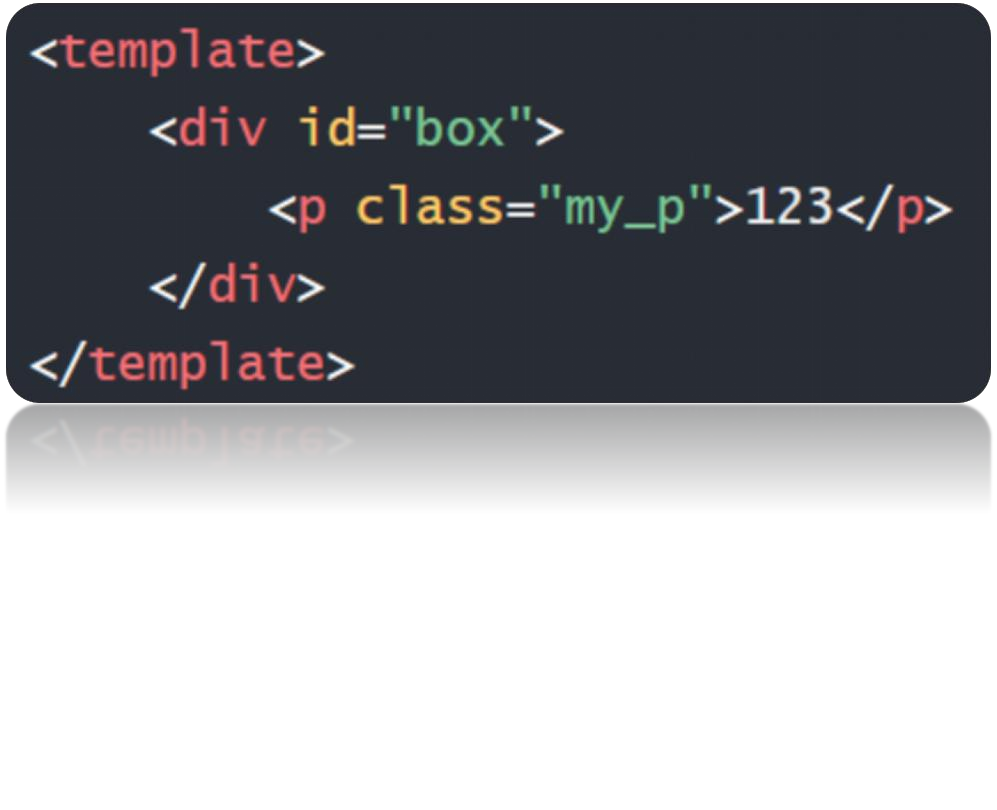 <template>
    <div id="box">
        <p class="my_p">123</p>
    </div>
</template>